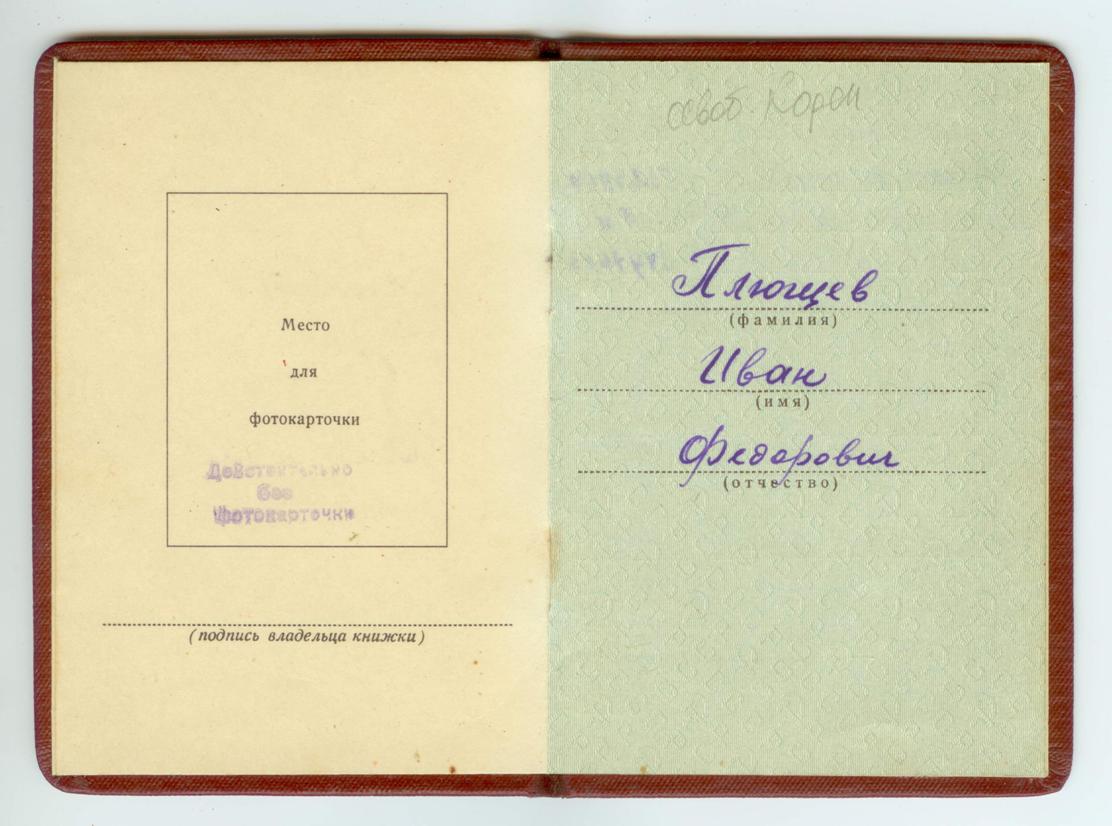 Место
для
фотокарточки
Действительно
без
фотокарточки
(подпись владельца книжки)
освоб. Кореи
Плющев
(фамилия)
Иван
(имя)
Федорович
(отчество)